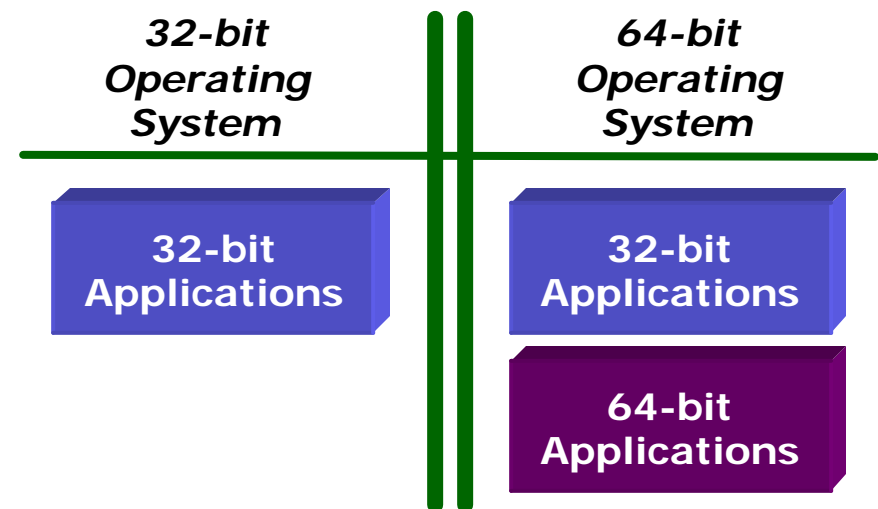 32-bit
Operating
System
64-bit
Operating
System
32-bit
Applications
32-bit
Applications
64-bit
Applications